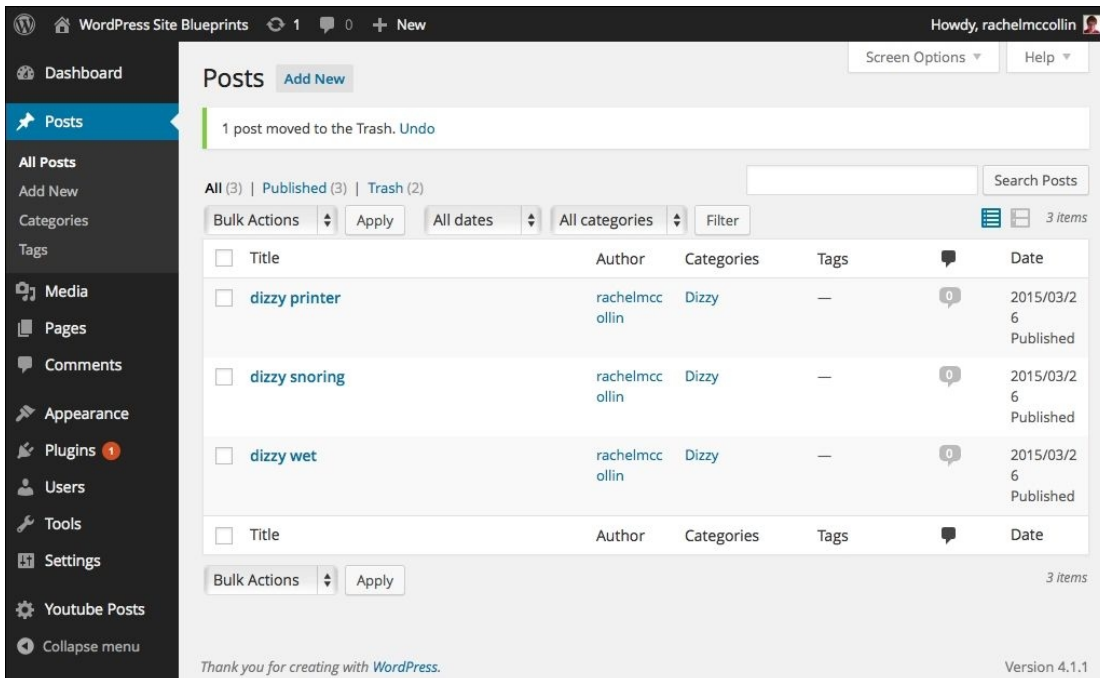 WordPress Site Blueprints 1 0 New Howdy, rachelmccollin
Dashboard
Posts
All Posts
Add New
Categories
Tags
Media
Pages
Comments
Appearance
Plugins 1
Users
Tools
Settings
Youtube Posts
Collapse menu
Screen Options Help
Posts Add New
1 post moved to the Trash. Undo
All (3) | Published (3) | Trash (2) Search Posts
Bulk Actions Apply All dates All categories Filter 3 items
Title Author Categories Tags Date
dizzy printer rachelmcc Dizzy — 0 2015/03/2
ollin 6
Published
dizzy snoring rachelmcc Dizzy — 0 2015/03/2
ollin 6
Published
dizzy wet rachelmcc Dizzy — 0 2015/03/2
ollin 6
Published
Title Author Categories Tags Date
Bulk Actions Apply 3 items
Thank you for creating with WordPress. Version 4.1.1